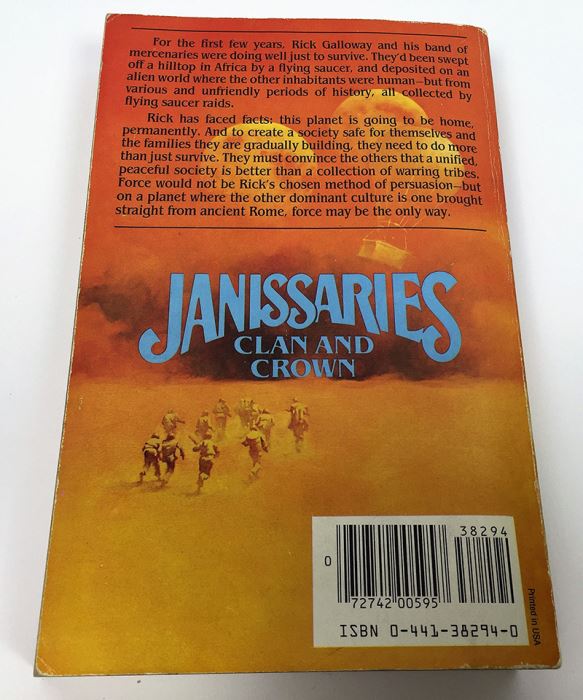 For the first few years, Rick Galloway and his band of
mercenaries were doing well just to survive. They'd been swept
off a hilltop in Africa by a flying saucer, and deposited on an
alien world where the other inhabitants were human—but from
various and unfriendly periods of history, all collected by
flying saucer raids.
Rick has faced facts: this planet is going to be home,
permanently. And to create a society safe for themselves and
the families they are gradually building, they need to do more
than just survive. They must convince the others that a unified,
peaceful society is better than a collection of warring tribes.
Force would not be Rick's chosen method of persuasion—but
on a planet where the other dominant culture is one brought
straight from ancient Rome, force may be the only way.
JANISSARIES
CLAN AND
CROWN
38294
0
72742 00595
ISBN 0-441-38294-0
Printed in USA